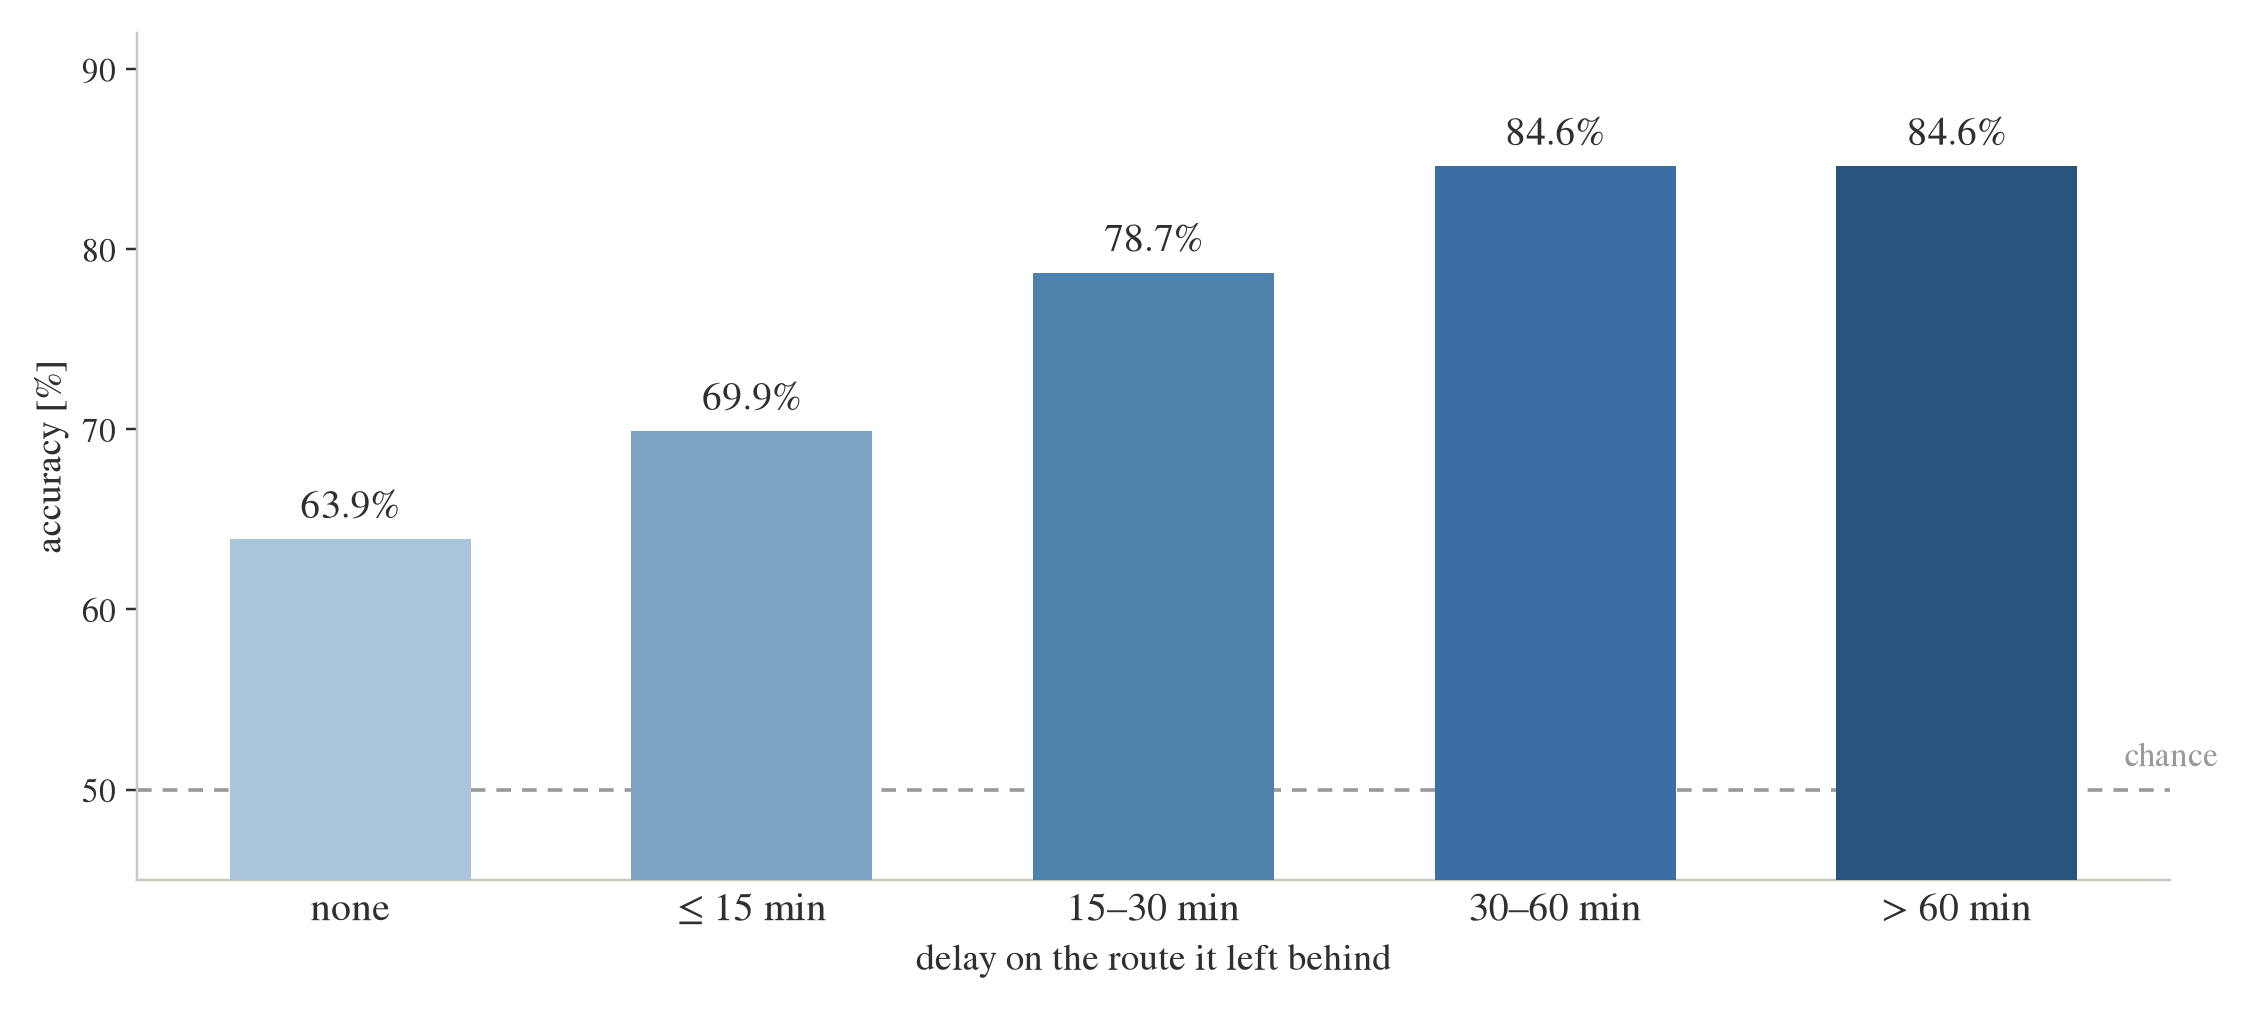 accuracy [%]
90
80
70
60
50
63.9%
69.9%
78.7%
84.6%
84.6%
chance
none
≤ 15 min
15–30 min
30–60 min
> 60 min
delay on the route it left behind